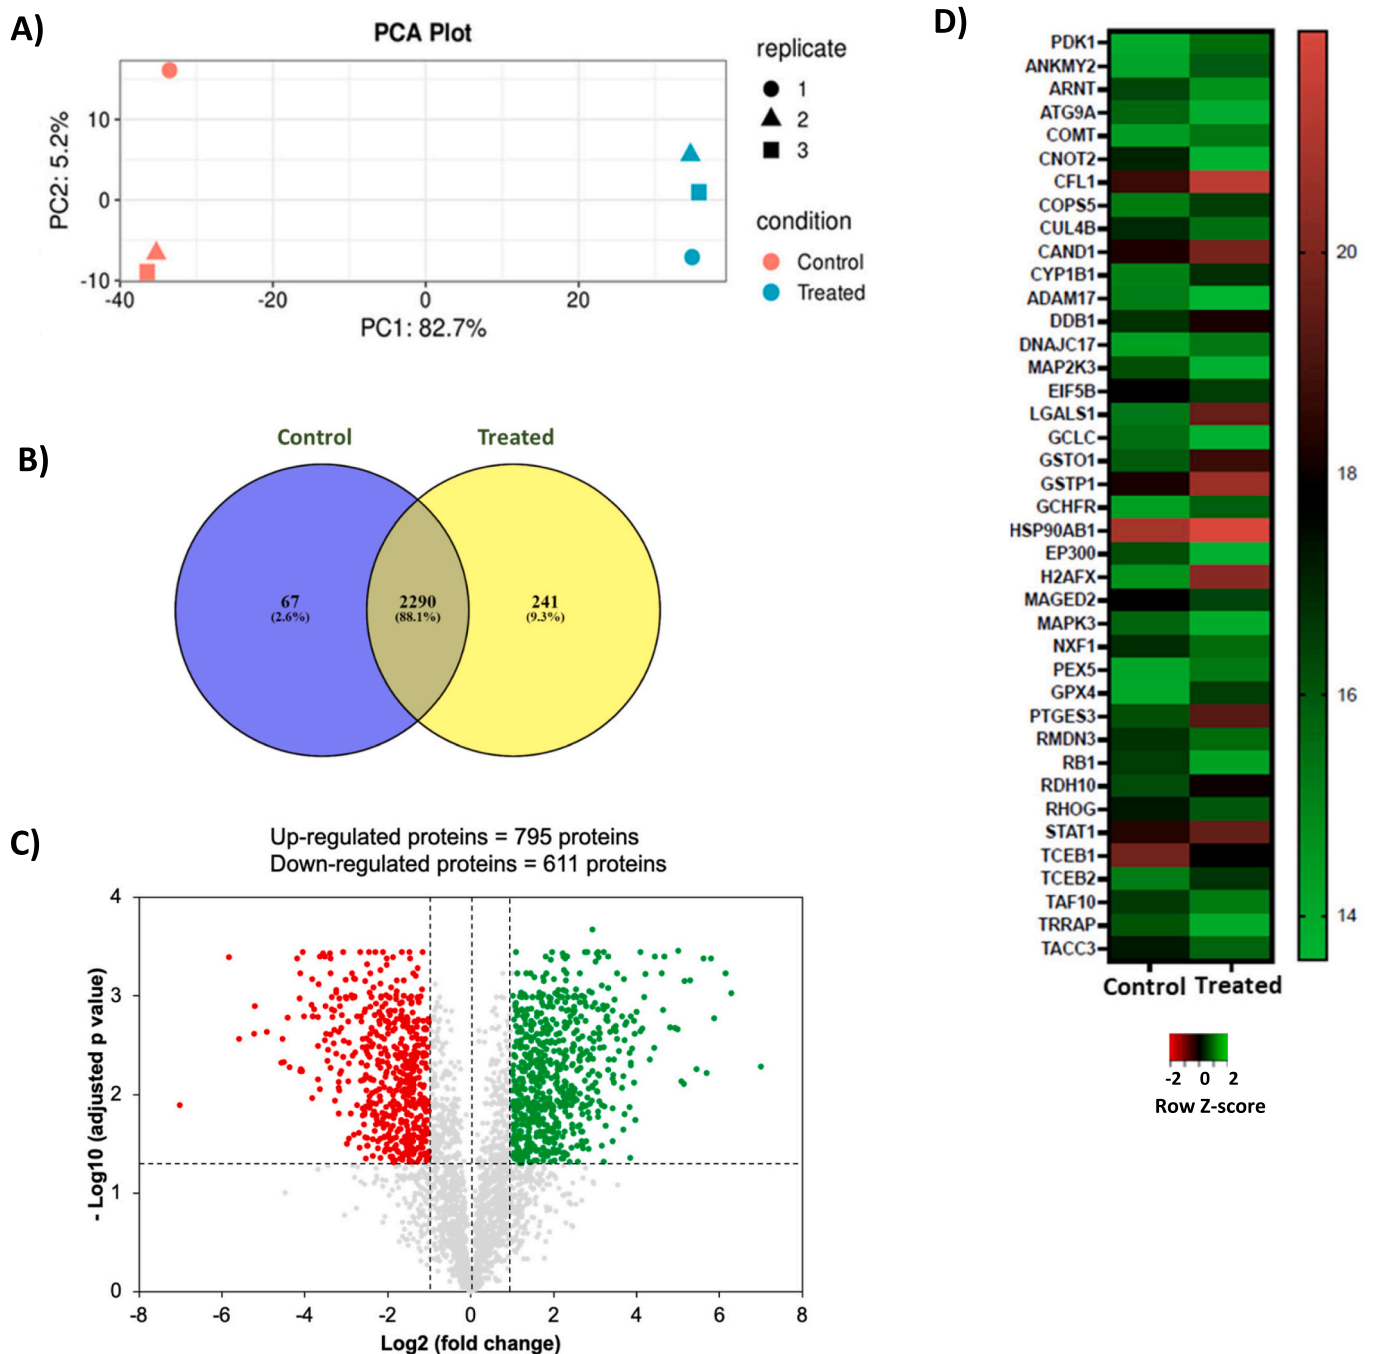 A)
PCA Plot
PC2: 5.2%
10
0
-10
-40
-20
0
20
PC1: 82.7%
replicate
1
2
3
condition
Control
Treated
B)
Control
Treated
67
(2.6%)
2290
(88.1%)
241
(9.3%)
C)
Up-regulated proteins = 795 proteins
Down-regulated proteins = 611 proteins
- Log10 (adjusted p value)
4
3
2
1
0
-8
-6
-4
-2
0
2
4
6
8
Log2 (fold change)
D)
PDK1
ANKMY2
ARNT
ATG9A
COMT
CNOT2
CFL1
COPS5
CUL4B
CAND1
CYP1B1
ADAM17
DDB1
DNAJC17
MAP2K3
EIF5B
LGALS1
GCLC
GSTO1
GSTP1
GCHFR
HSP90AB1
EP300
H2AFX
MAGED2
MAPK3
NXF1
PEX5
GPX4
PTGES3
RMDN3
RB1
RDH10
RHOG
STAT1
TCEB1
TCEB2
TAF10
TRRAP
TACC3
Control Treated
20
18
16
14
-2 0 2
Row Z-score